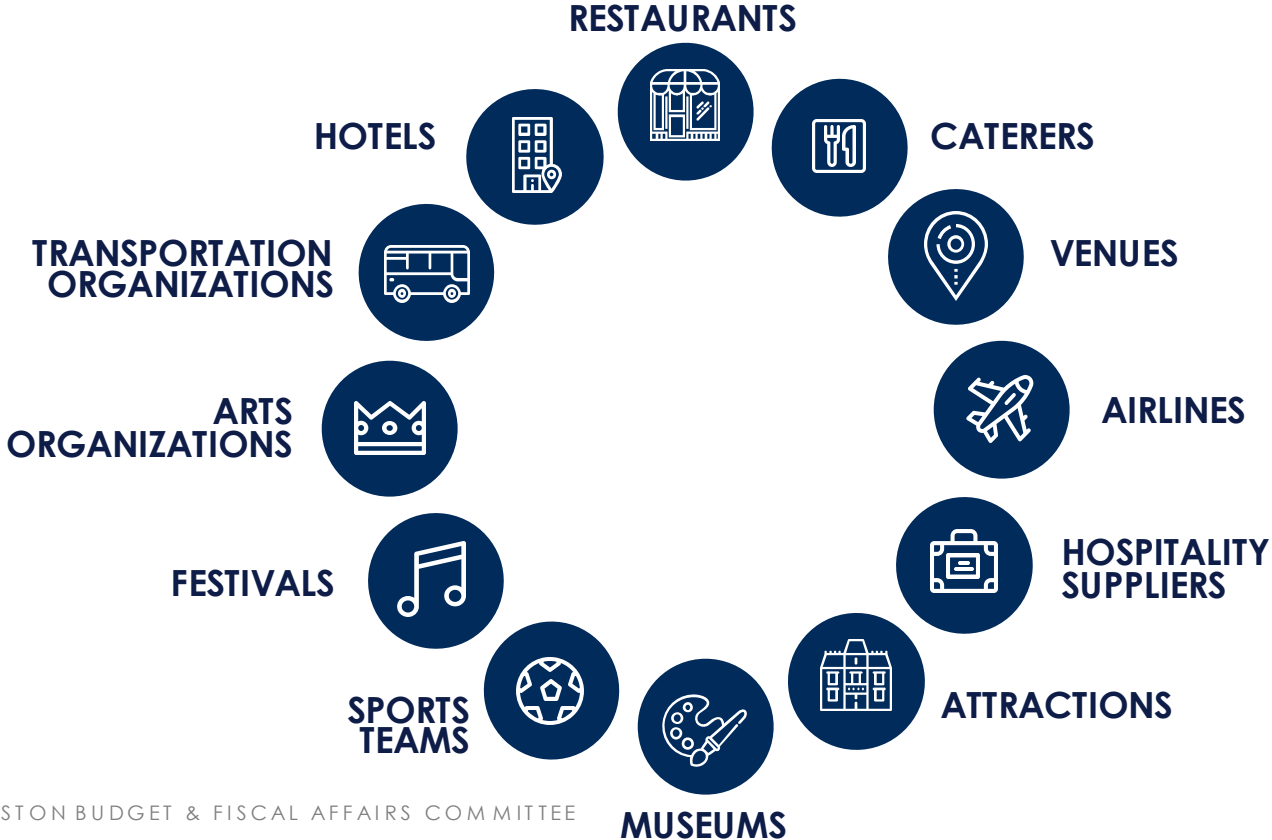 RESTAURANTS
HOTELS
CATERERS
TRANSPORTATION
ORGANIZATIONS
VENUES
ARTS
ORGANIZATIONS
AIRLINES
FESTIVALS
HOSPITALITY
SUPPLIERS
SPORTS
TEAMS
ATTRACTIONS
STON BUDGET & FISCAL AFFAIRS COMMITTEE
MUSEUMS